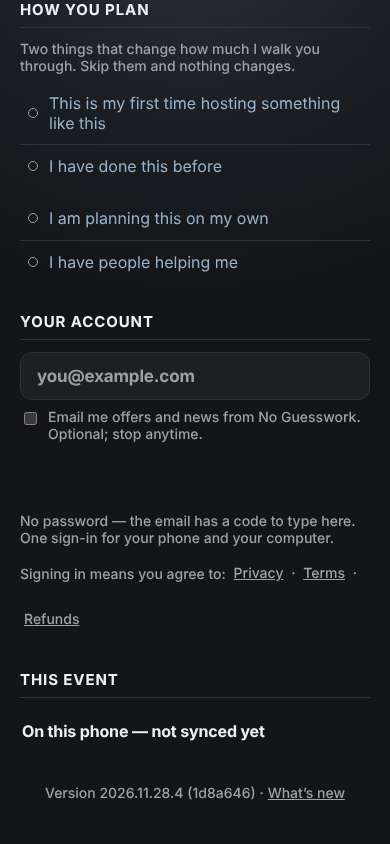 HOW YOU PLAN
Two things that change how much I walk you
through. Skip them and nothing changes.
This is my first time hosting something
like this
I have done this before
I am planning this on my own
I have people helping me
YOUR ACCOUNT
you@example.com
Email me offers and news from No Guesswork.
Optional; stop anytime.
No password — the email has a code to type here.
One sign-in for your phone and your computer.
Signing in means you agree to: Privacy · Terms ·
Refunds
THIS EVENT
On this phone — not synced yet
Version 2026.11.28.4 (1d8a646) · What’s new